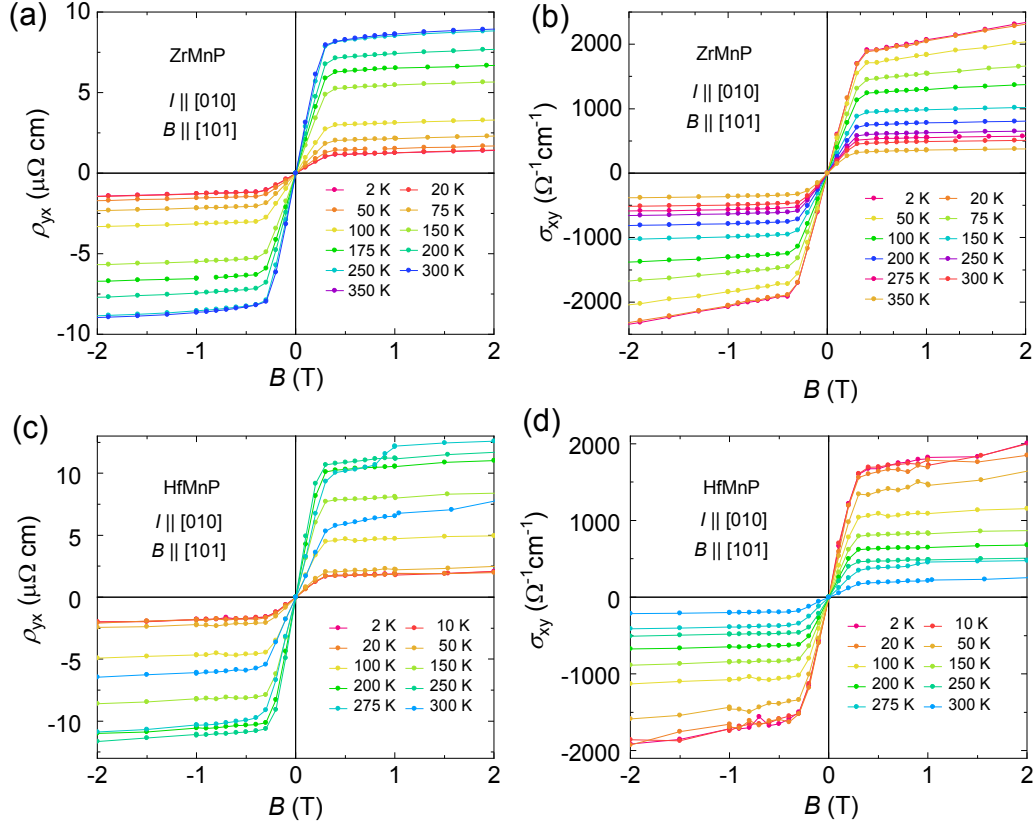 (a)
ZrMnP
I || [010]
B || [101]
ρyx (μΩ cm)
10
5
0
-5
-10
-2 -1 0 1 2
B (T)
2 K 20 K
50 K 75 K
100 K 150 K
175 K 200 K
250 K 300 K
350 K
(b)
ZrMnP
I || [010]
B || [101]
σxy (Ω⁻¹cm⁻¹)
2000
1000
0
-1000
-2000
-2 -1 0 1 2
B (T)
2 K 20 K
50 K 75 K
100 K 150 K
200 K 250 K
275 K 300 K
350 K
(c)
HfMnP
I || [010]
B || [101]
ρyx (μΩ cm)
10
5
0
-5
-10
-2 -1 0 1 2
B (T)
2 K 10 K
20 K 50 K
100 K 150 K
200 K 250 K
275 K 300 K
(d)
HfMnP
I || [010]
B || [101]
σxy (Ω⁻¹cm⁻¹)
2000
1000
0
-1000
-2000
-2 -1 0 1 2
B (T)
2 K 10 K
20 K 50 K
100 K 150 K
200 K 250 K
275 K 300 K